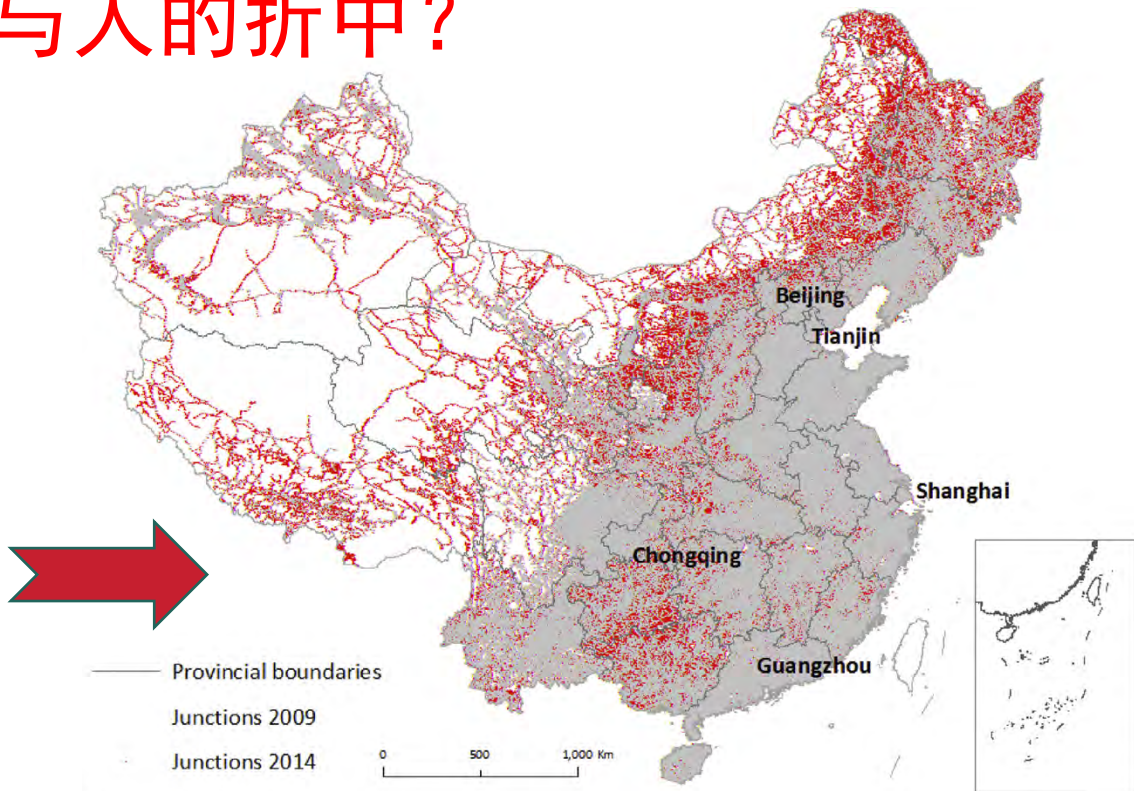 与人的折中?
Beijing
Tianjin
Shanghai
Chongqing
Guangzhou
Provincial boundaries
Junctions 2009
Junctions 2014
0 500 1,000 Km